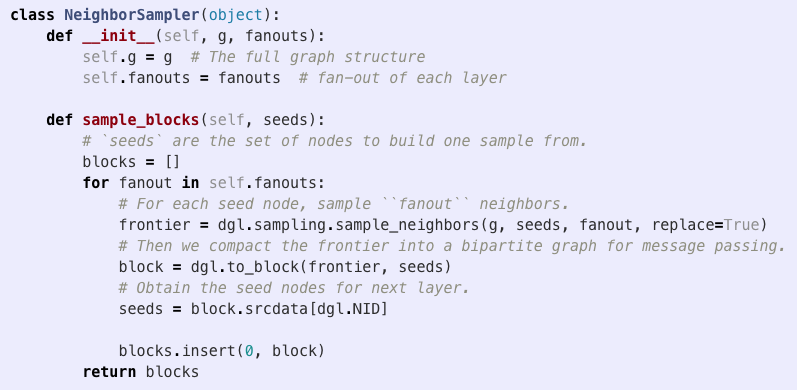 class NeighborSampler(object):
    def __init__(self, g, fanouts):
        self.g = g  # The full graph structure
        self.fanouts = fanouts  # fan-out of each layer

    def sample_blocks(self, seeds):
        # `seeds` are the set of nodes to build one sample from.
        blocks = []
        for fanout in self.fanouts:
            # For each seed node, sample ``fanout`` neighbors.
            frontier = dgl.sampling.sample_neighbors(g, seeds, fanout, replace=True)
            # Then we compact the frontier into a bipartite graph for message passing.
            block = dgl.to_block(frontier, seeds)
            # Obtain the seed nodes for next layer.
            seeds = block.srcdata[dgl.NID]

            blocks.insert(0, block)
        return blocks